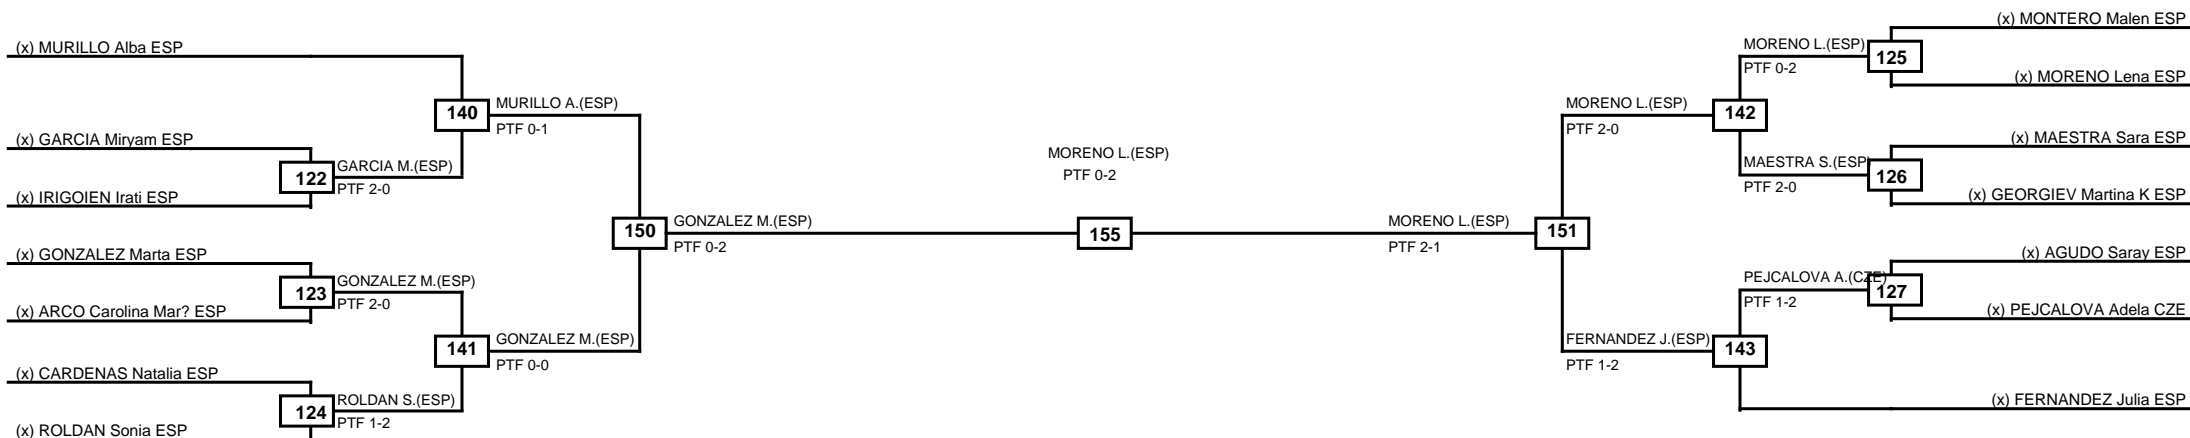 (x) MURILLO Alba ESP
(x) GARCIA Miryam ESP
(x) IRIGOIEN Irati ESP
(x) GONZALEZ Marta ESP
(x) ARCO Carolina Mar? ESP
(x) CARDENAS Natalia ESP
(x) ROLDAN Sonia ESP
122
GARCIA M.(ESP)
PTF 2-0
123
GONZALEZ M.(ESP)
PTF 2-0
124
ROLDAN S.(ESP)
PTF 1-2
140
MURILLO A.(ESP)
PTF 0-1
141
GONZALEZ M.(ESP)
PTF 0-0
150
GONZALEZ M.(ESP)
PTF 0-2
MORENO L.(ESP)
PTF 0-2
155
MORENO L.(ESP)
PTF 2-1
151
MORENO L.(ESP)
PTF 2-0
142
FERNANDEZ J.(ESP)
PTF 1-2
143
MORENO L.(ESP)
PTF 0-2
125
MAESTRA S.(ESP)
PTF 2-0
126
PEJCALOVA A.(CZE)
PTF 1-2
127
(x) MONTERO Malen ESP
(x) MORENO Lena ESP
(x) MAESTRA Sara ESP
(x) GEORGIEV Martina K ESP
(x) AGUDO Saray ESP
(x) PEJCALOVA Adela CZE
(x) FERNANDEZ Julia ESP